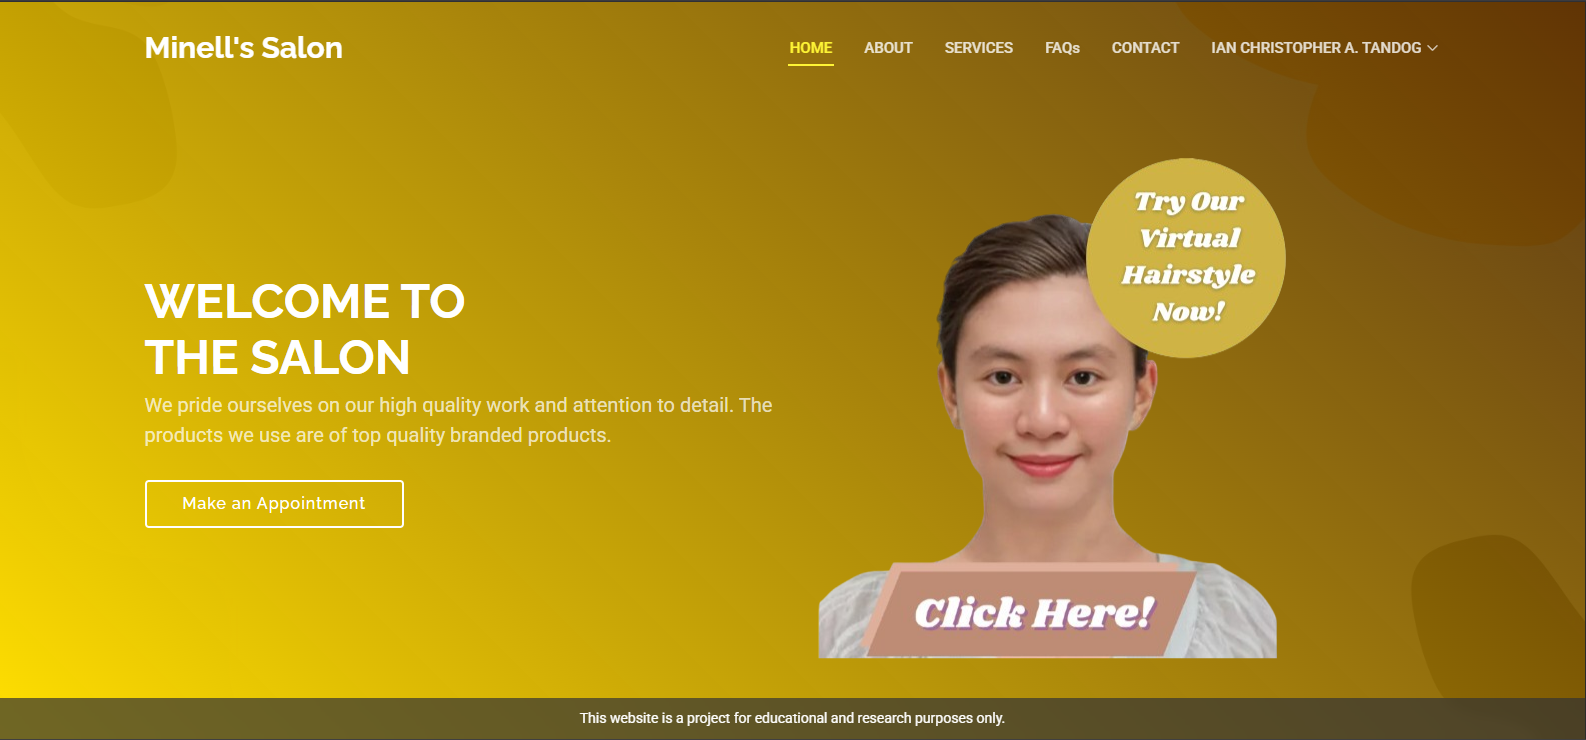 Minell's Salon
HOME ABOUT SERVICES FAQs CONTACT IAN CHRISTOPHER A. TANDOG
Try Our
Virtual
Hairstyle
Now!
WELCOME TO
THE SALON
We pride ourselves on our high quality work and attention to detail. The
products we use are of top quality branded products.
Make an Appointment
Click Here!
This website is a project for educational and research purposes only.